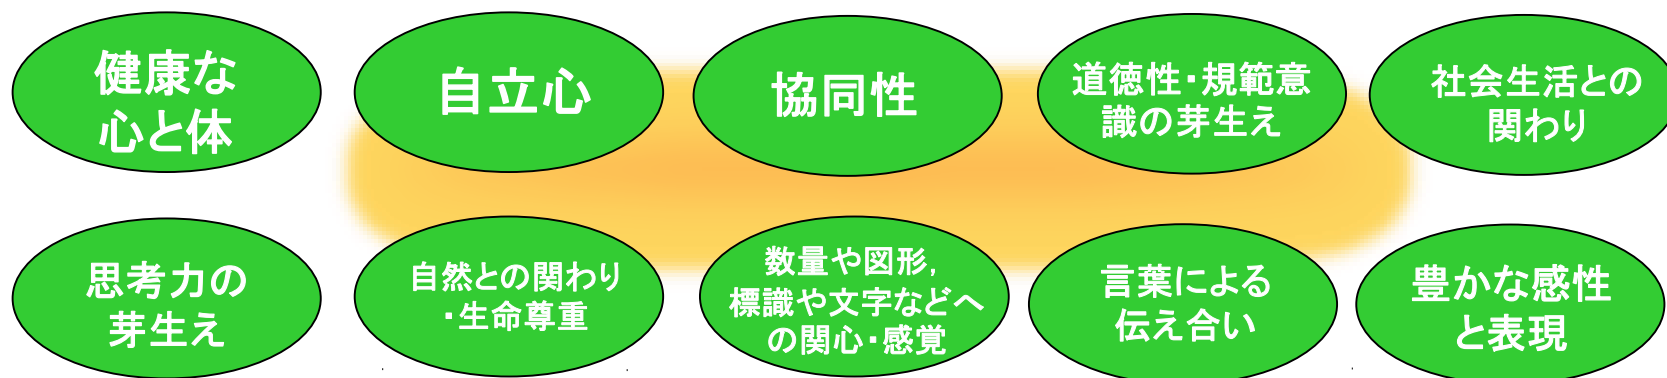 健康な
心と体
自立心
協同性
道徳性・規範意
識の芽生え
社会生活との
関わり
思考力の
芽生え
自然との関わり
・生命尊重
数量や図形,
標識や文字などへ
の関心・感覚
言葉による
伝え合い
豊かな感性
と表現